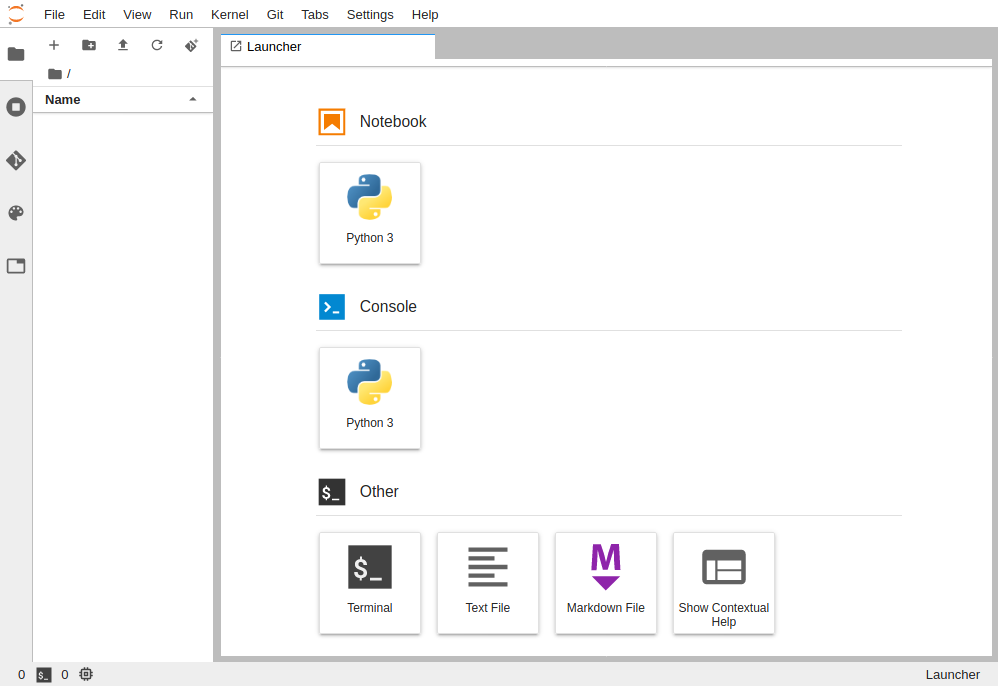 File Edit View Run Kernel Git Tabs Settings Help
/
Name
Launcher
Notebook
Python 3
Console
Python 3
$_ Other
$_
Terminal
Text File
M
Markdown File
Show Contextual
Help
0 $_ 0
Launcher